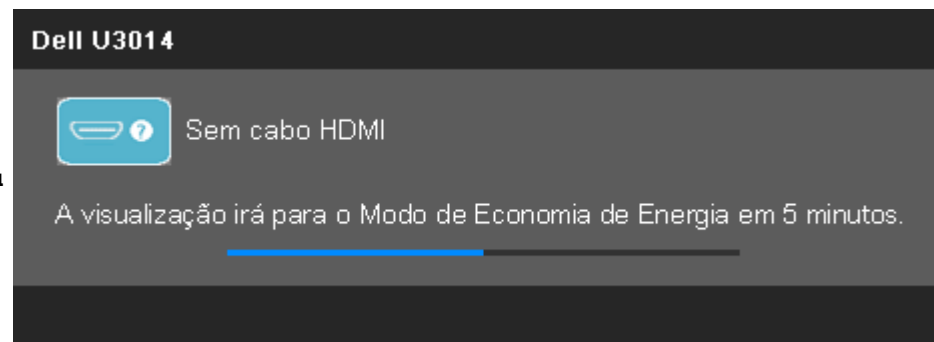 Dell U3014
Sem cabo HDMI
A visualização irá para o Modo de Economia de Energia em 5 minutos.